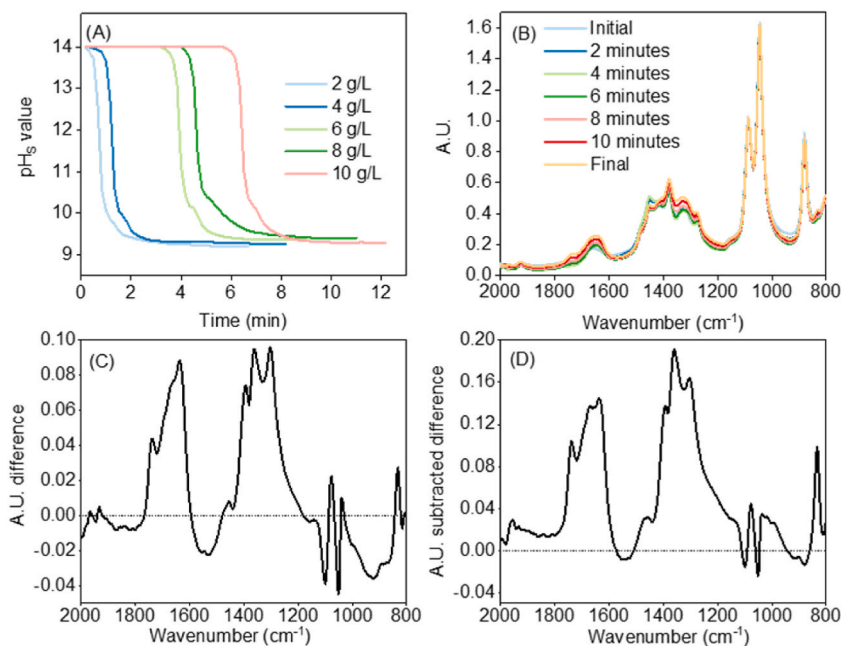 (A)
14
13
12
11
10
9
pHS value
0 2 4 6 8 10 12
Time (min)
2 g/L
4 g/L
6 g/L
8 g/L
10 g/L
(B)
1.6
1.4
1.2
1.0
0.8
0.6
0.4
0.2
0.0
A.U.
2000 1800 1600 1400 1200 1000 800
Wavenumber (cm-1)
Initial
2 minutes
4 minutes
6 minutes
8 minutes
10 minutes
Final
(C)
0.10
0.08
0.06
0.04
0.02
0.00
-0.02
-0.04
A.U. difference
2000 1800 1600 1400 1200 1000 800
Wavenumber (cm-1)
(D)
0.20
0.16
0.12
0.08
0.04
0.00
-0.04
A.U. subtracted difference
2000 1800 1600 1400 1200 1000 800
Wavenumber (cm-1)